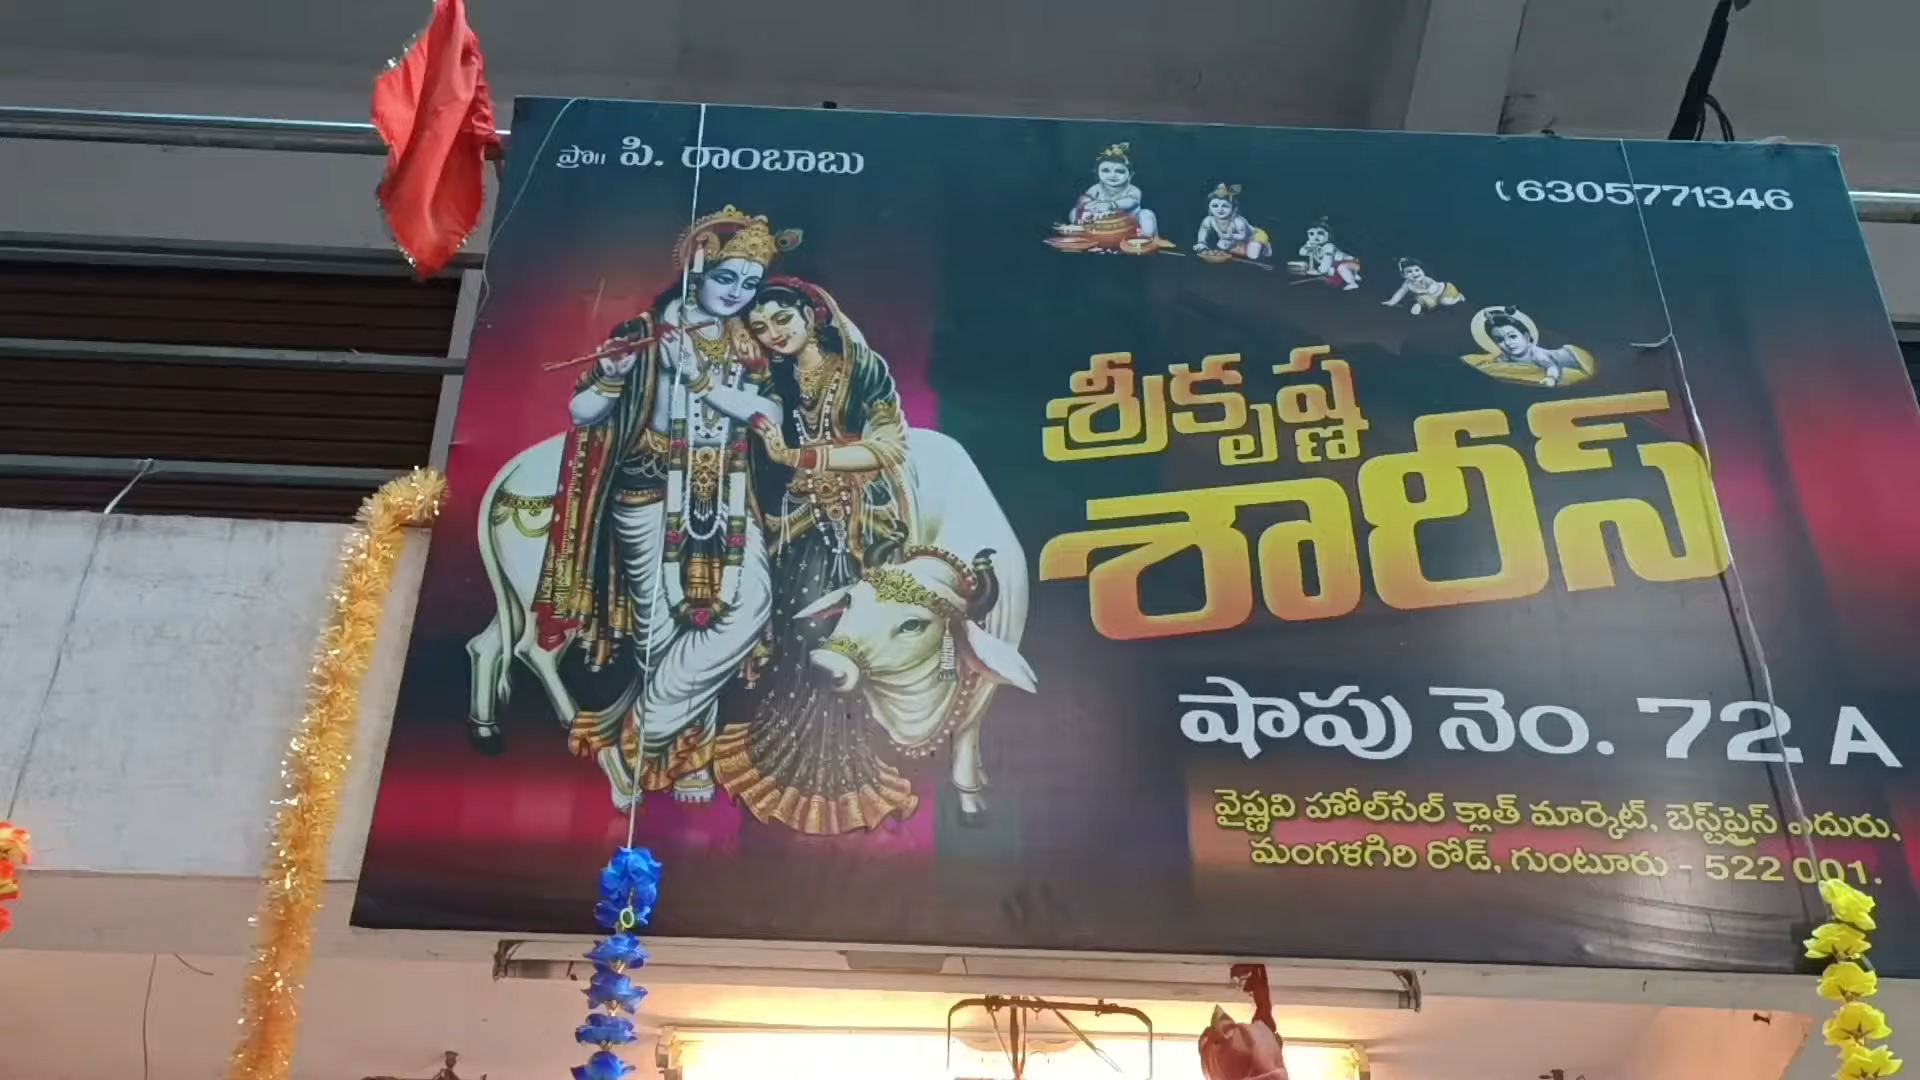 ప్రొ॥ పి. రాంబాబు
6305771346
శ్రీకృష్ణ
శారీస్
షాపు నెం. 72 A
వైష్ణవి హోల్‌సేల్ క్లాత్ మార్కెట్, బెస్ట్‌ప్రైస్ ఎదురు,
మంగళగిరి రోడ్, గుంటూరు - 522 001.